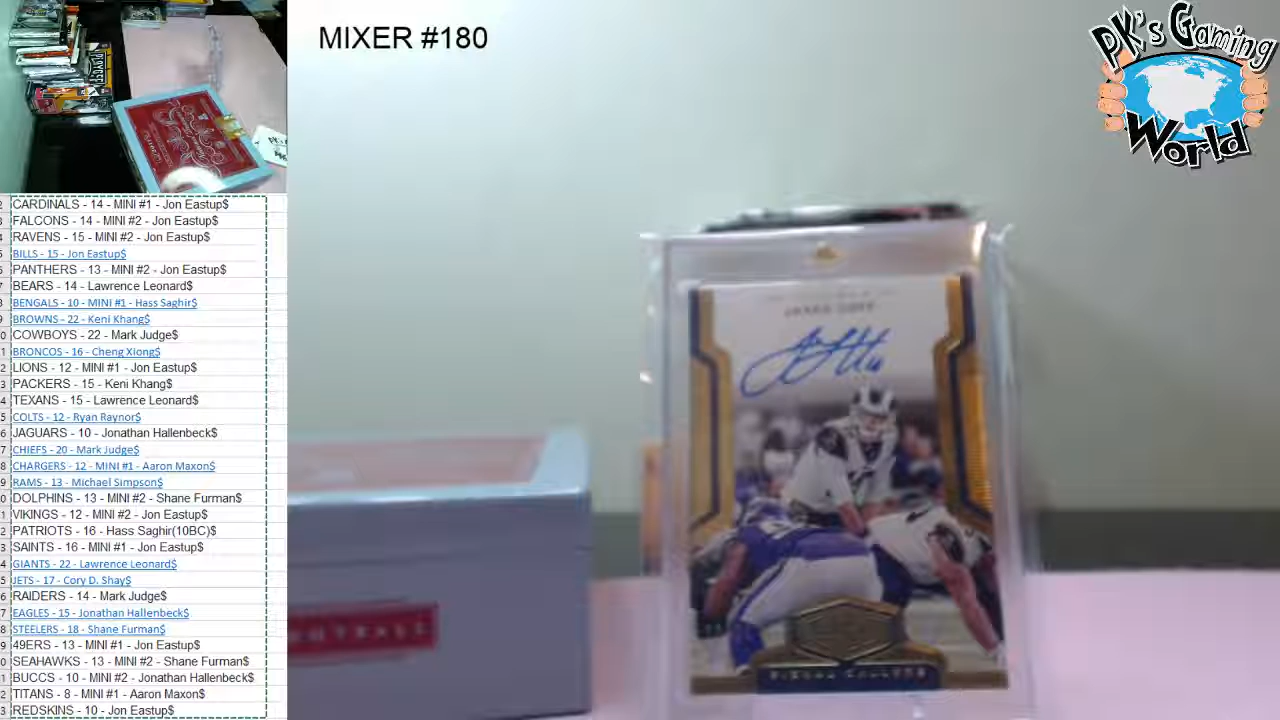 MIXER #180
PK's Gaming
World
CARDINALS - 14 - MINI #1 - Jon Eastup$
FALCONS - 14 - MINI #2 - Jon Eastup$
RAVENS - 15 - MINI #2 - Jon Eastup$
BILLS - 15 - Jon Eastup$
PANTHERS - 13 - MINI #2 - Jon Eastup$
BEARS - 14 - Lawrence Leonard$
BENGALS - 10 - MINI #1 - Hass Saghir$
BROWNS - 22 - Keni Khang$
COWBOYS - 22 - Mark Judge$
BRONCOS - 16 - Cheng Xiong$
LIONS - 12 - MINI #1 - Jon Eastup$
PACKERS - 15 - Keni Khang$
TEXANS - 15 - Lawrence Leonard$
COLTS - 12 - Ryan Raynor$
JAGUARS - 10 - Jonathan Hallenbeck$
CHIEFS - 20 - Mark Judge$
CHARGERS - 12 - MINI #1 - Aaron Maxon$
RAMS - 13 - Michael Simpson$
DOLPHINS - 13 - MINI #2 - Shane Furman$
VIKINGS - 12 - MINI #2 - Jon Eastup$
PATRIOTS - 16 - Hass Saghir(10BC)$
SAINTS - 16 - MINI #1 - Jon Eastup$
GIANTS - 22 - Lawrence Leonard$
JETS - 17 - Cory D. Shay$
RAIDERS - 14 - Mark Judge$
EAGLES - 15 - Jonathan Hallenbeck$
STEELERS - 18 - Shane Furman$
49ERS - 13 - MINI #1 - Jon Eastup$
SEAHAWKS - 13 - MINI #2 - Shane Furman$
BUCCS - 10 - MINI #2 - Jonathan Hallenbeck$
TITANS - 8 - MINI #1 - Aaron Maxon$
REDSKINS - 10 - Jon Eastup$
JARED GOFF